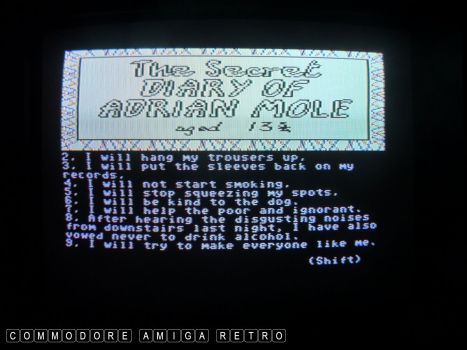 The Secret
DIARY OF
ADRIAN MOLE
aged 13¾
2. I will hang my trousers up.
3. I will put the sleeves back on my
records.
4. I will not start smoking.
5. I will stop squeezing my spots.
6. I will be kind to the dog.
7. I will help the poor and ignorant.
8. After hearing the disgusting noises
from downstairs last night, I have also
vowed never to drink alcohol.
9. I will try to make everyone like me.
(Shift)
COMMODORE AMIGA RETRO